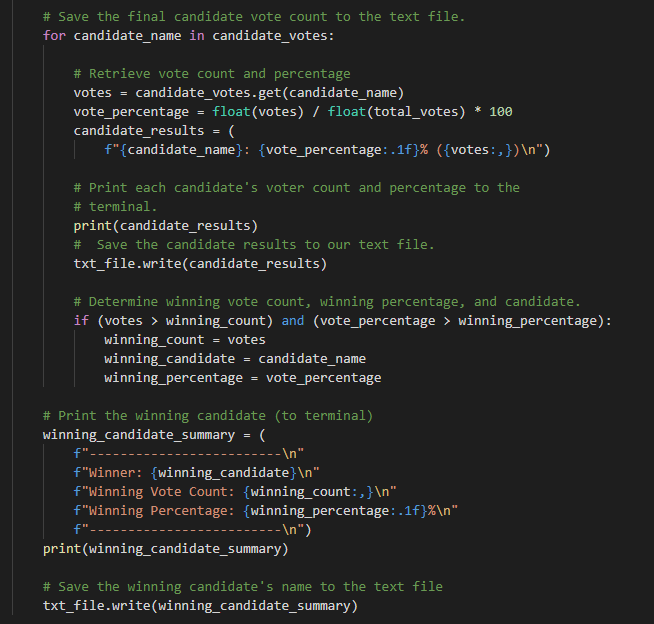 # Save the final candidate vote count to the text file.
for candidate_name in candidate_votes:
# Retrieve vote count and percentage
votes = candidate_votes.get(candidate_name)
vote_percentage = float(votes) / float(total_votes) * 100
candidate_results = (
f"{candidate_name}: {vote_percentage:.1f}% ({votes:,})\n")
# Print each candidate's voter count and percentage to the
# terminal.
print(candidate_results)
#  Save the candidate results to our text file.
txt_file.write(candidate_results)
# Determine winning vote count, winning percentage, and candidate.
if (votes > winning_count) and (vote_percentage > winning_percentage):
winning_count = votes
winning_candidate = candidate_name
winning_percentage = vote_percentage
# Print the winning candidate (to terminal)
winning_candidate_summary = (
f"-------------------------\n"
f"Winner: {winning_candidate}\n"
f"Winning Vote Count: {winning_count:,}\n"
f"Winning Percentage: {winning_percentage:.1f}%\n"
f"-------------------------\n")
print(winning_candidate_summary)
# Save the winning candidate's name to the text file
txt_file.write(winning_candidate_summary)